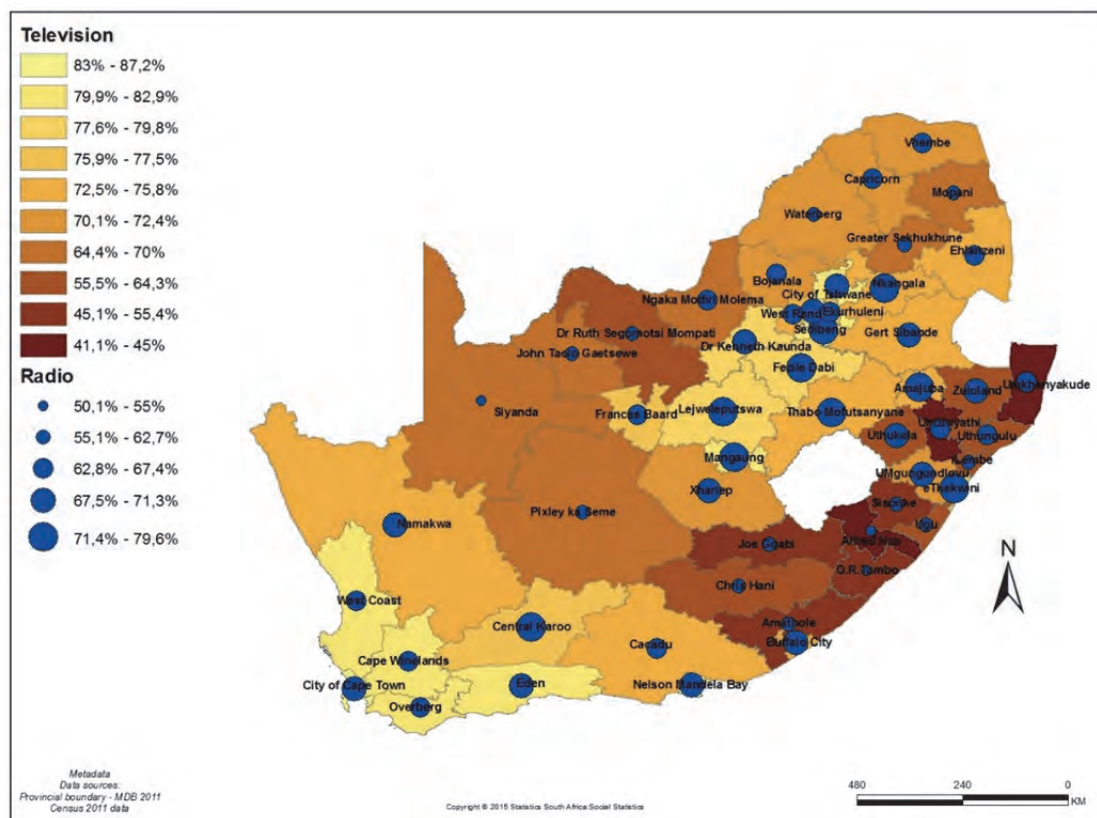 Television
83% - 87,2%
79,9% - 82,9%
77,6% - 79,8%
75,9% - 77,5%
72,5% - 75,8%
70,1% - 72,4%
64,4% - 70%
55,5% - 64,3%
45,1% - 55,4%
41,1% - 45%
Radio
50,1% - 55%
55,1% - 62,7%
62,8% - 67,4%
67,5% - 71,3%
71,4% - 79,6%
Vhembe
Capricorn
Mopani
Waterberg
Greater Sekhukhune
Ehlanzeni
Bojanala
City of Tshwane
Nkangala
Ngaka Modiri Molema
West Rand
Ekurhuleni
Sedibeng
Gert Sibande
Dr Ruth Segomotsi Mompati
Dr Kenneth Kaunda
John Taolo Gaetsewe
Fezile Dabi
Siyanda
Frances Baard
Lejweleputswa
Thabo Mofutsanyane
Amajuba
Zululand
Umkhanyakude
Uthukela
Umzinyathi
Uthungulu
Mangaung
iLembe
UMgungundlovu
eThekwini
Xhariep
Sisonke
Ugu
Pixley ka Seme
Namakwa
Joe Gqabi
Alfred Nzo
O.R.Tambo
Chris Hani
West Coast
Central Karoo
Amathole
Buffalo City
Cacadu
Cape Winelands
City of Cape Town
Eden
Nelson Mandela Bay
Overberg
N
Metadata
Data sources:
Provincial boundary - MDB 2011
Census 2011 data
Copyright © 2015 Statistics South Africa:Social Statistics
480 240 0
KM